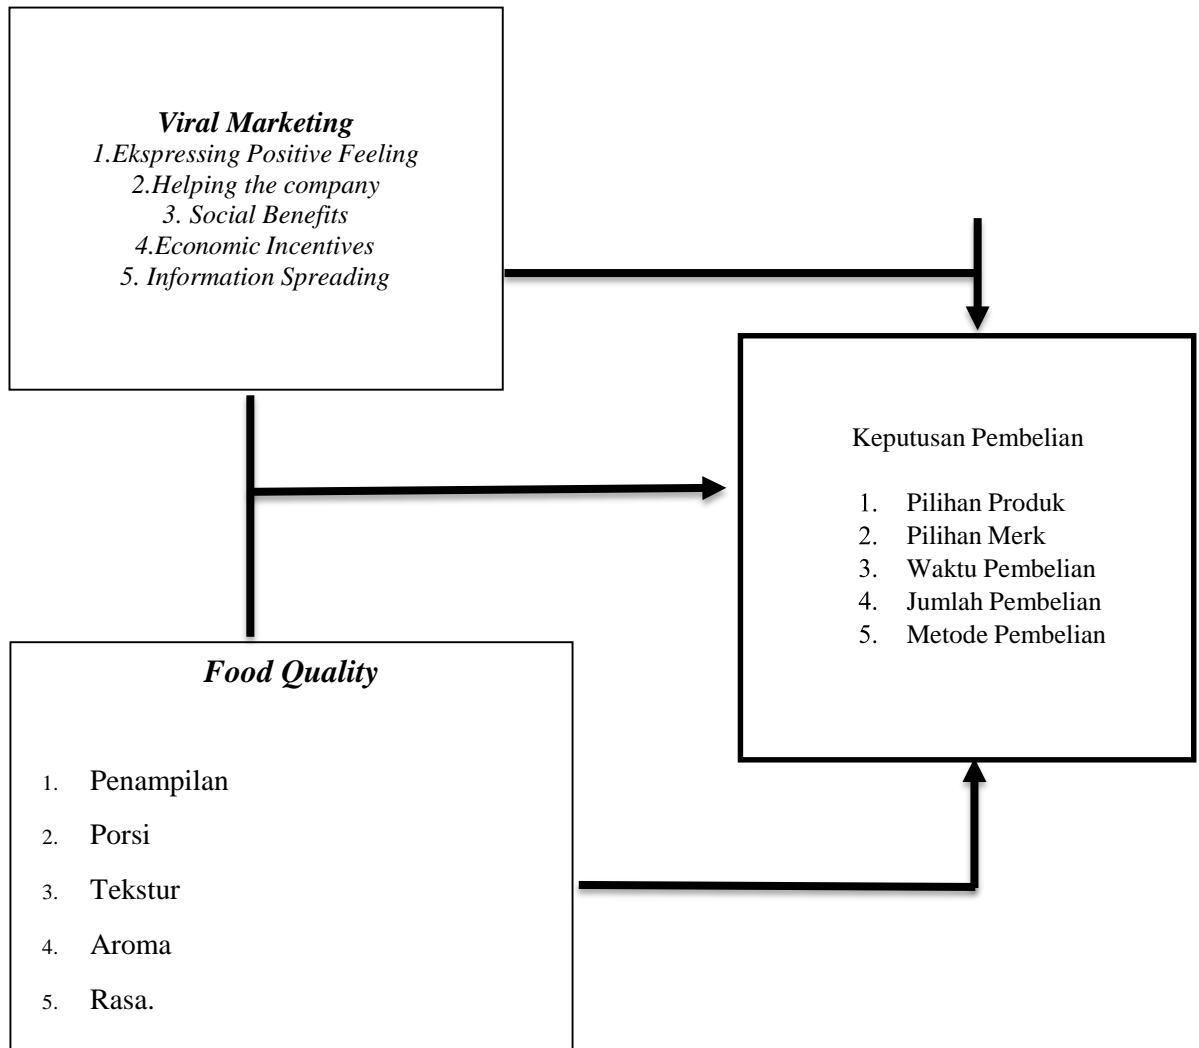 Viral Marketing
1.Ekspressing Positive Feeling
2.Helping the company
3. Social Benefits
4.Economic Incentives
5. Information Spreading
Keputusan Pembelian
1. Pilihan Produk
2. Pilihan Merk
3. Waktu Pembelian
4. Jumlah Pembelian
5. Metode Pembelian
Food Quality
1. Penampilan
2. Porsi
3. Tekstur
4. Aroma
5. Rasa.